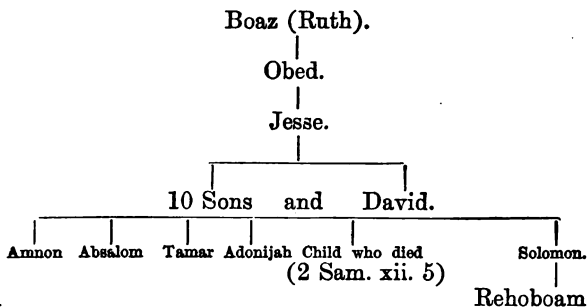 Boaz (Ruth).
Obed.
Jesse.
10 Sons and David.
Amnon Absalom Tamar Adonijah Child who died Solomon.
(2 Sam. xii. 5)
Rehoboam